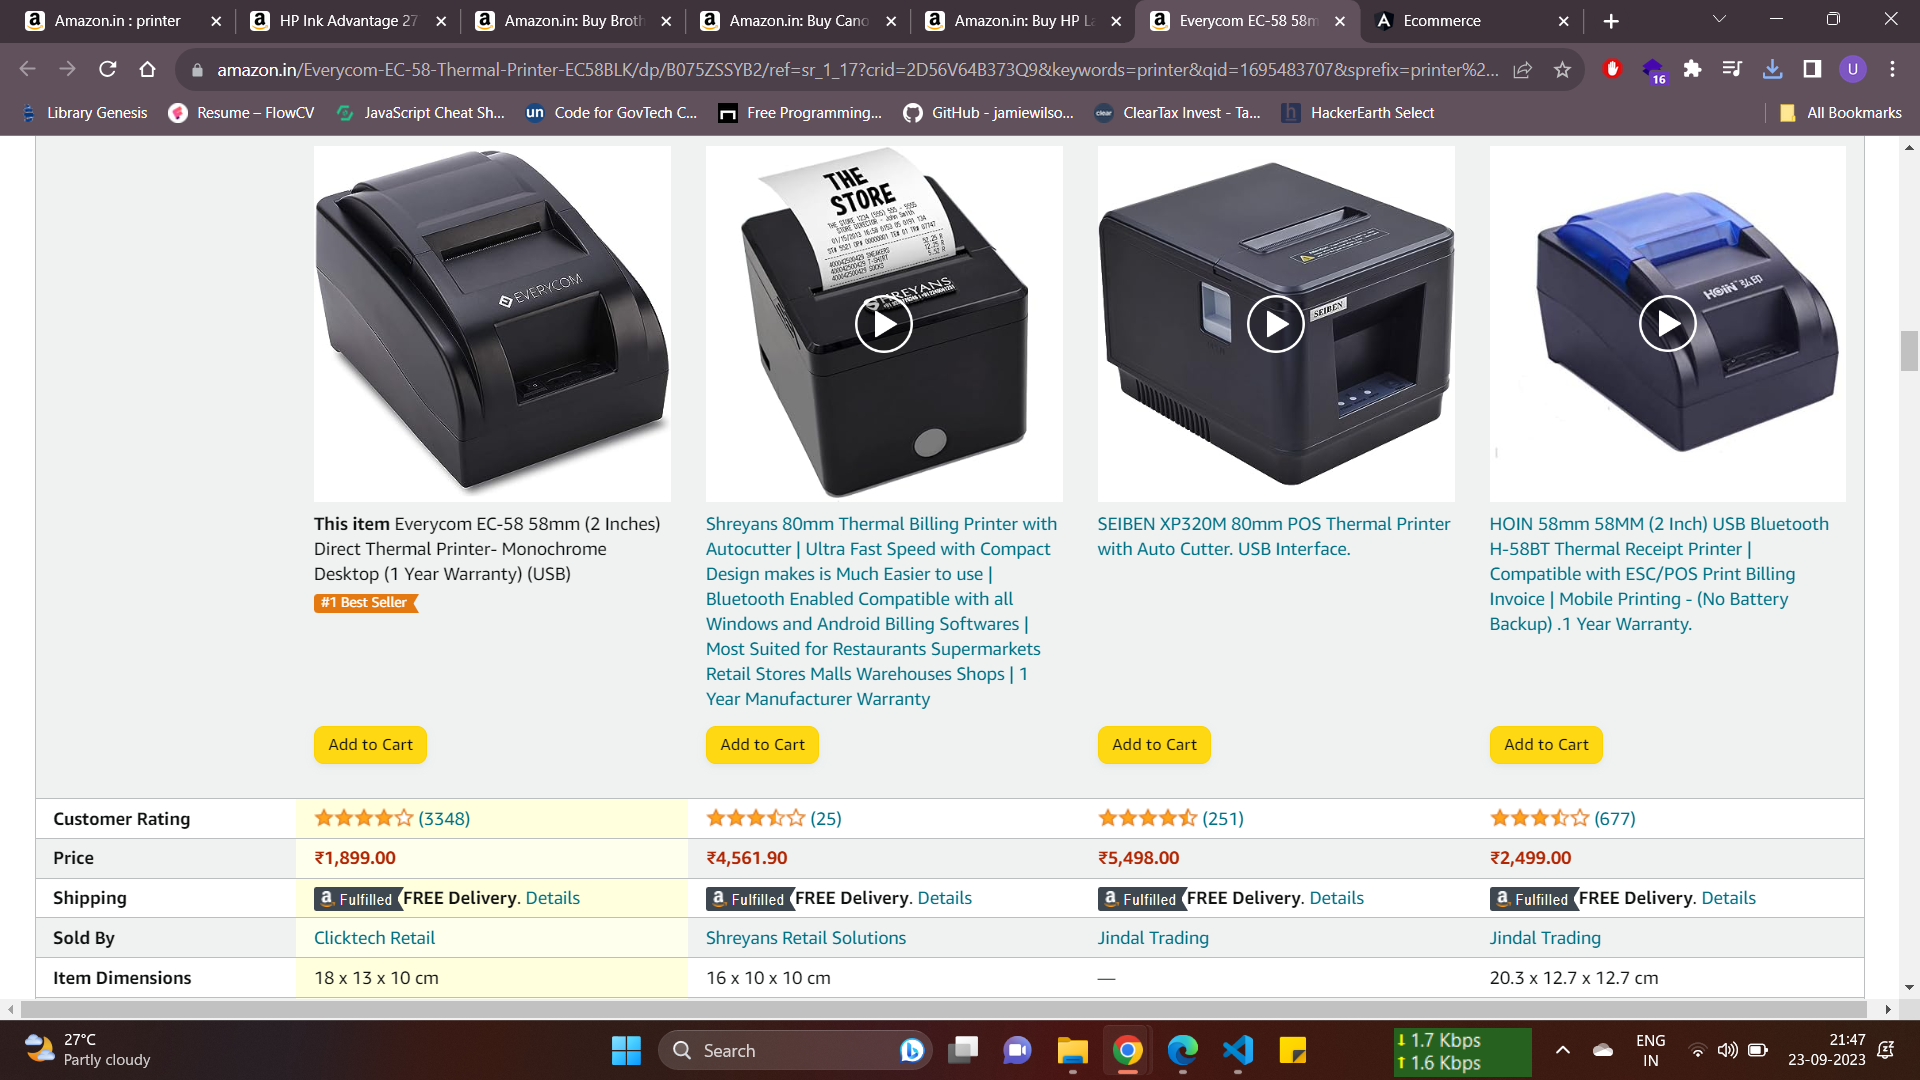 Amazon.in : printer
HP Ink Advantage 27
Amazon.in: Buy Broth
Amazon.in: Buy Cano
Amazon.in: Buy HP La
Everycom EC-58 58m
Ecommerce
amazon.in/Everycom-EC-58-Thermal-Printer-EC58BLK/dp/B075ZSSYB2/ref=sr_1_17?crid=2D56V64B373Q9&keywords=printer&qid=1695483707&sprefix=printer%2...
16
U
Library Genesis
Resume – FlowCV
JavaScript Cheat Sh...
un
Code for GovTech C...
Free Programming...
GitHub - jamiewilso...
clear
ClearTax Invest - Ta...
h
HackerEarth Select
All Bookmarks
EVERYCOM
THE
STORE
SHREYANS
SEIBEN
HOIN
This item Everycom EC-58 58mm (2 Inches)
Direct Thermal Printer- Monochrome
Desktop (1 Year Warranty) (USB)
#1 Best Seller
Shreyans 80mm Thermal Billing Printer with
Autocutter | Ultra Fast Speed with Compact
Design makes is Much Easier to use |
Bluetooth Enabled Compatible with all
Windows and Android Billing Softwares |
Most Suited for Restaurants Supermarkets
Retail Stores Malls Warehouses Shops | 1
Year Manufacturer Warranty
SEIBEN XP320M 80mm POS Thermal Printer
with Auto Cutter. USB Interface.
HOIN 58mm 58MM (2 Inch) USB Bluetooth
H-58BT Thermal Receipt Printer |
Compatible with ESC/POS Print Billing
Invoice | Mobile Printing - (No Battery
Backup) .1 Year Warranty.
Add to Cart
Add to Cart
Add to Cart
Add to Cart
Customer Rating (3348) (25) (251) (677)
Price ₹1,899.00 ₹4,561.90 ₹5,498.00 ₹2,499.00
Shipping a Fulfilled FREE Delivery. Details a Fulfilled FREE Delivery. Details a Fulfilled FREE Delivery. Details a Fulfilled FREE Delivery. Details
Sold By Clicktech Retail Shreyans Retail Solutions Jindal Trading Jindal Trading
Item Dimensions 18 x 13 x 10 cm 16 x 10 x 10 cm — 20.3 x 12.7 x 12.7 cm
27°C
Partly cloudy
Search
1.7 Kbps
1.6 Kbps
ENG
IN
21:47
23-09-2023